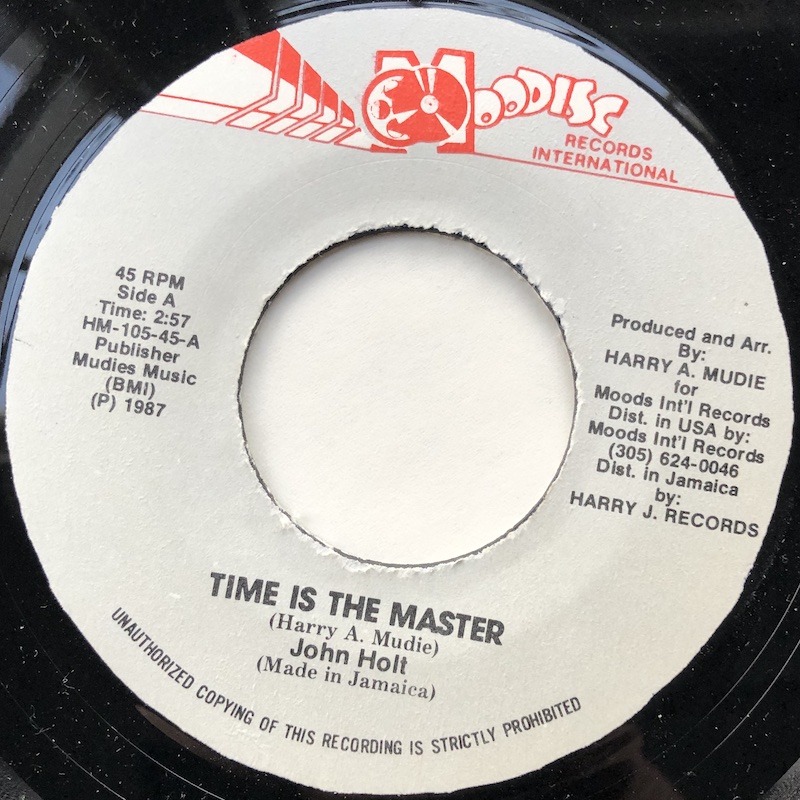 MOODISC
RECORDS
INTERNATIONAL
45 RPM
Side A
Time: 2:57
HM-105-45-A
Publisher
Mudies Music
(BMI)
(P) 1987
Produced and Arr.
By:
HARRY A. MUDIE
for
Moods Int'l Records
Dist. in USA by:
Moods Int'l Records
(305) 624-0046
Dist. in Jamaica
by:
HARRY J. RECORDS
TIME IS THE MASTER
(Harry A. Mudie)
John Holt
(Made in Jamaica)
UNAUTHORIZED COPYING OF THIS RECORDING IS STRICTLY PROHIBITED